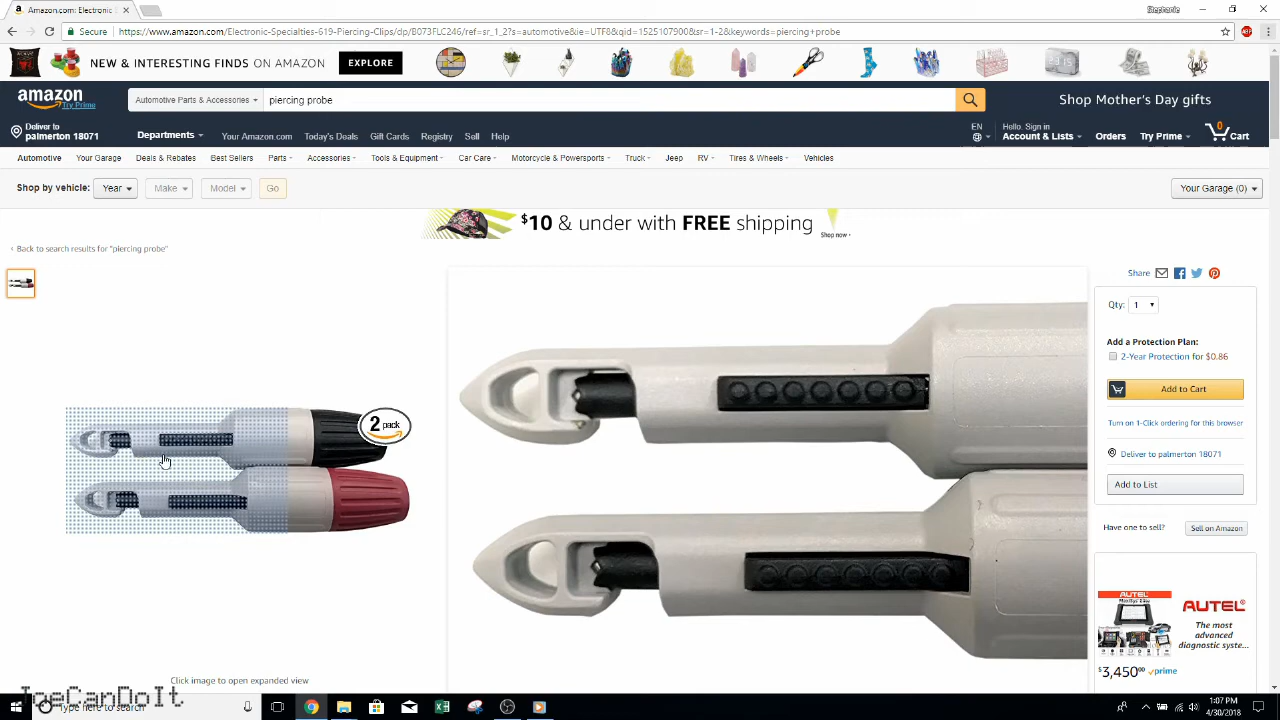 Amazon.com: Electronic
Stephanie
Secure
https://www.amazon.com/Electronic-Specialties-619-Piercing-Clips/dp/B073FLC246/ref=sr_1_2?s=automotive&ie=UTF8&qid=1525107900&sr=1-2&keywords=piercing+probe
NEW & INTERESTING FINDS ON AMAZON EXPLORE
amazon
Try Prime
Automotive Parts & Accessories
piercing probe
Shop Mother's Day gifts
Deliver to
palmerton 18071
Departments
Your Amazon.com Today's Deals Gift Cards Registry Sell Help
EN
Hello. Sign in
Account & Lists Orders Try Prime
0
Cart
Automotive Your Garage Deals & Rebates Best Sellers Parts Accessories Tools & Equipment Car Care Motorcycle & Powersports Truck Jeep RV Tires & Wheels Vehicles
Shop by vehicle: Year Make Model Go Your Garage (0)
$10 & under with FREE shipping
Shop now ›
‹ Back to search results for "piercing probe"
2 pack
Click image to open expanded view
Share
Qty: 1
Add a Protection Plan:
2-Year Protection for $0.86
Add to Cart
Turn on 1-Click ordering for this browser
Deliver to palmerton 18071
Add to List
Have one to sell? Sell on Amazon
AUTEL
AUTEL®
The most
advanced
diagnostic syste...
$3,450.00 prime
JoeCanDoIt
Type here to search
1:07 PM
4/30/2018